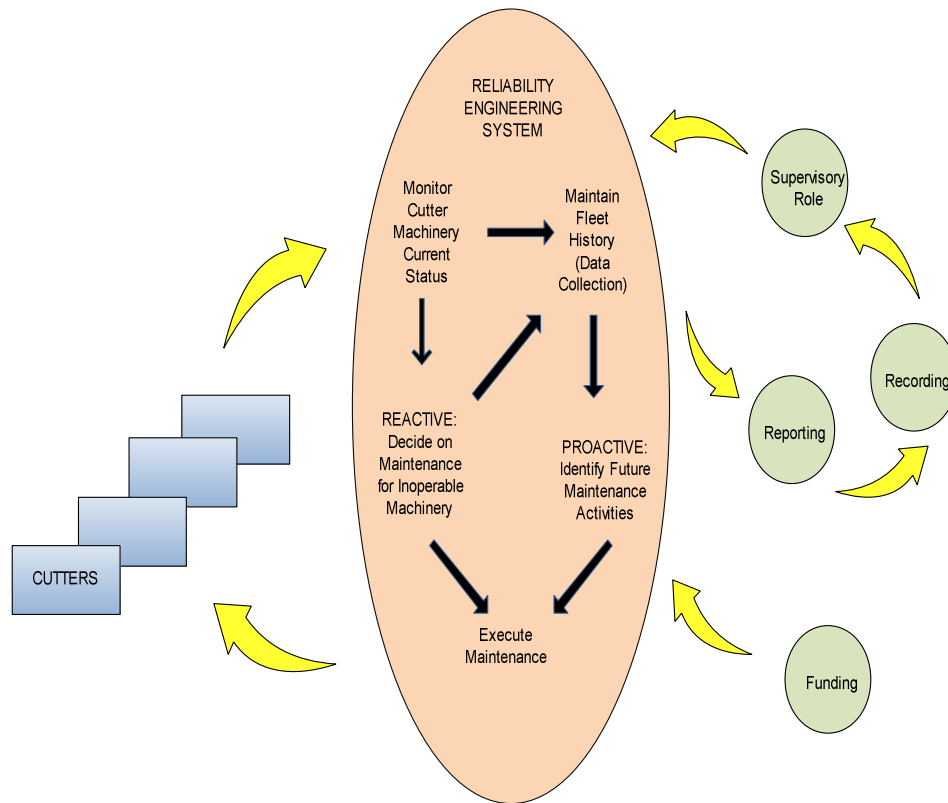 RELIABILITY
ENGINEERING
SYSTEM
Monitor
Cutter
Machinery
Current
Status
Maintain
Fleet
History
(Data
Collection)
REACTIVE:
Decide on
Maintenance
for Inoperable
Machinery
PROACTIVE:
Identify Future
Maintenance
Activities
Execute
Maintenance
CUTTERS
Supervisory
Role
Recording
Reporting
Funding